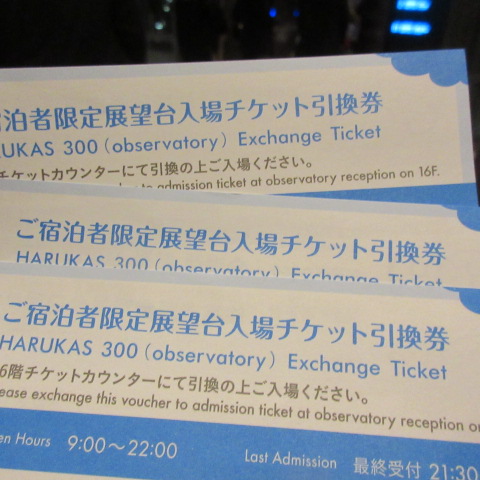 宿泊者限定展望台入場チケット引換券
HARUKAS 300 (observatory) Exchange Ticket
チケットカウンターにて引換の上ご入場ください。
to admission ticket at observatory reception on 16F.
ご宿泊者限定展望台入場チケット引換券
HARUKAS 300 (observatory) Exchange Ticket
ご宿泊者限定展望台入場チケット引換券
HARUKAS 300 (observatory) Exchange Ticket
6階チケットカウンターにて引換の上ご入場ください。
ease exchange this voucher to admission ticket at observatory reception on
en Hours 9:00〜22:00 Last Admission 最終受付 21:30